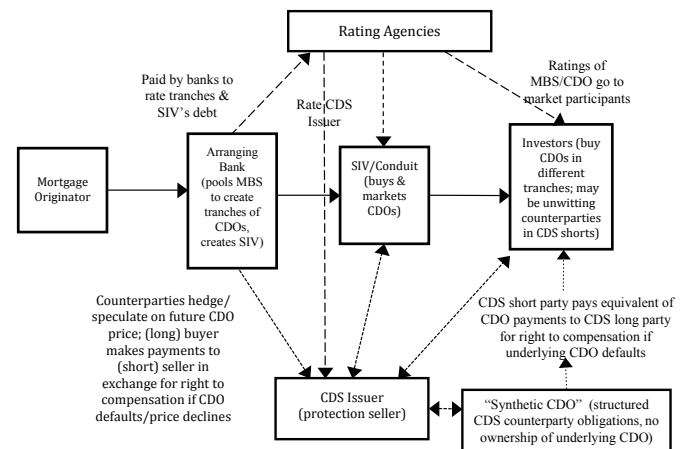 Rating Agencies
Paid by banks to
rate tranches &
SIV's debt
Rate CDS
Issuer
Ratings of
MBS/CDO go to
market participants
Mortgage
Originator
Arranging
Bank
(pools MBS
to create
tranches of
CDOs,
creates SIV)
SIV/Conduit
(buys &
markets
CDOs)
Investors (buy
CDOs in
different
tranches; may
be unwitting
counterparties
in CDS shorts)
Counterparties hedge/
speculate on future CDO
price; (long) buyer
makes payments to
(short) seller in
exchange for right to
compensation if CDO
defaults/price declines
CDS short party pays equivalent of
CDO payments to CDS long party
for right to compensation if
underlying CDO defaults
CDS Issuer
(protection seller)
“Synthetic CDO” (structured
CDS counterparty obligations, no
ownership of underlying CDO)